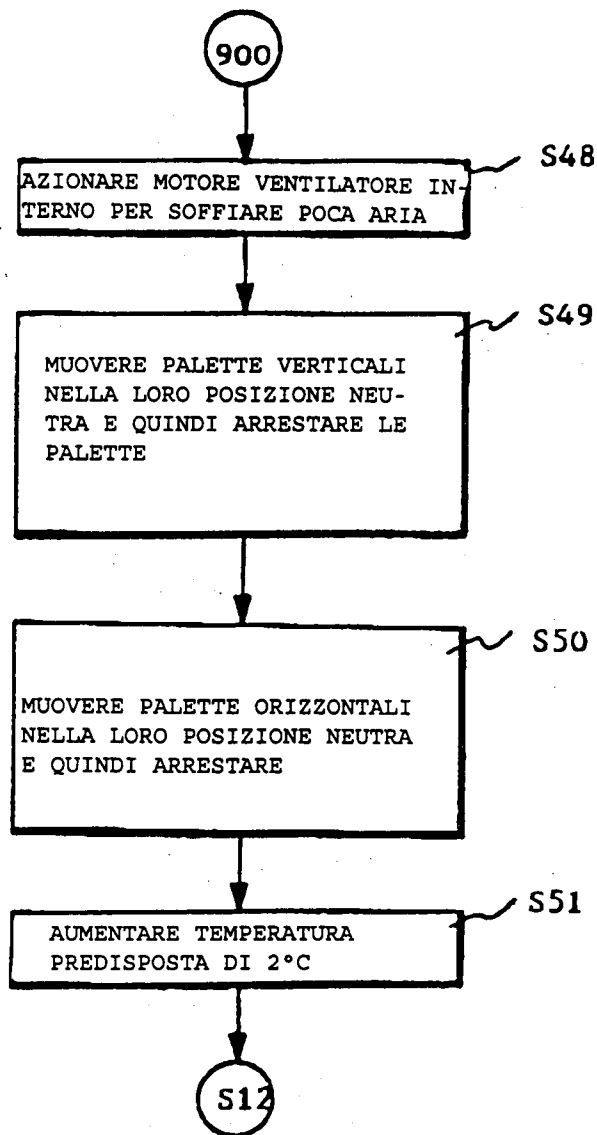 900
S48
AZIONARE MOTORE VENTILATORE IN-
TERNO PER SOFFIARE POCA ARIA
S49
MUOVERE PALETTE VERTICALI
NELLA LORO POSIZIONE NEU-
TRA E QUINDI ARRESTARE LE
PALETTE
S50
MUOVERE PALETTE ORIZZONTALI
NELLA LORO POSIZIONE NEUTRA
E QUINDI ARRESTARE
S51
AUMENTARE TEMPERATURA
PREDISPOSTA DI 2°C
S12